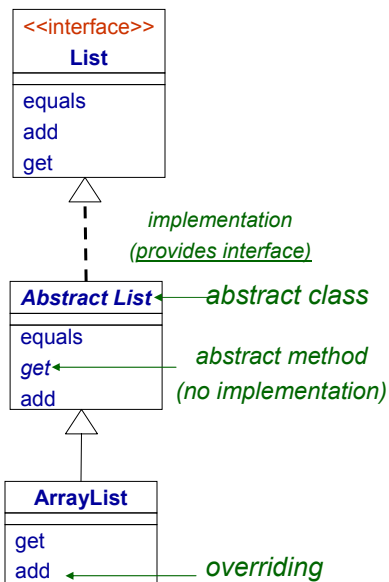 <<interface>>
List
equals
add
get
implementation
(provides interface)
Abstract List
abstract class
equals
get
abstract method
add
(no implementation)
ArrayList
get
add
overriding